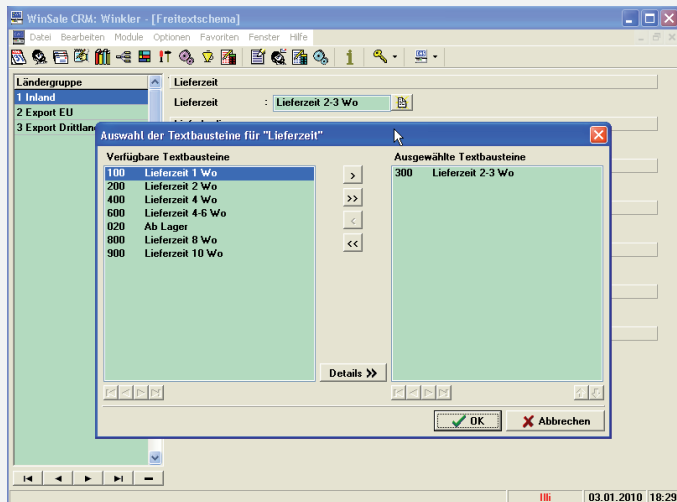 WinSale CRM: Winkler - [Freitextschema]
Datei Bearbeiten Module Optionen Favoriten Fenster Hilfe
Ländergruppe
1 Inland
2 Export EU
3 Export Drittlan
Lieferzeit
Lieferzeit : Lieferzeit 2-3 Wo
Auswahl der Textbausteine für "Lieferzeit"
Verfügbare Textbausteine
100 Lieferzeit 1 Wo
200 Lieferzeit 2 Wo
400 Lieferzeit 4 Wo
600 Lieferzeit 4-6 Wo
020 Ab Lager
800 Lieferzeit 8 Wo
900 Lieferzeit 10 Wo
>
>>
<
<<
Details >>
Ausgewählte Textbausteine
300 Lieferzeit 2-3 Wo
OK Abbrechen
Uli 03.01.2010 18:29